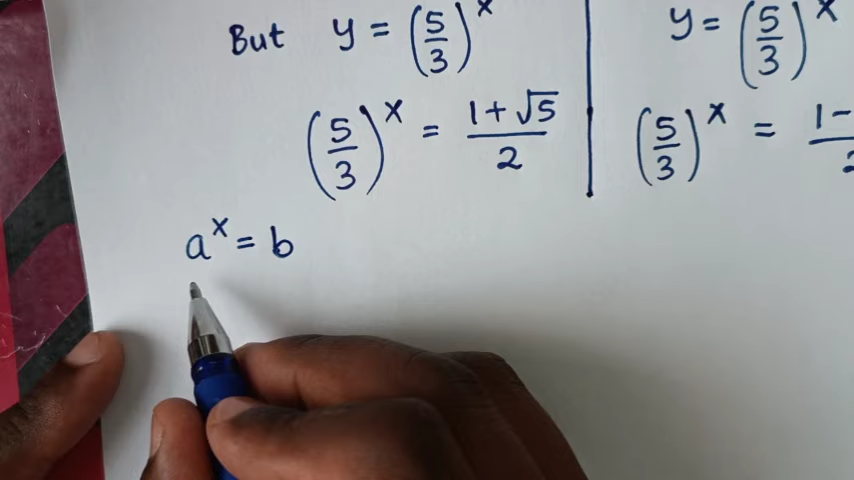 But y = (5/3)^x
(5/3)^x = (1+√5)/2
a^x = b
y = (5/3)^x
(5/3)^x = 1-